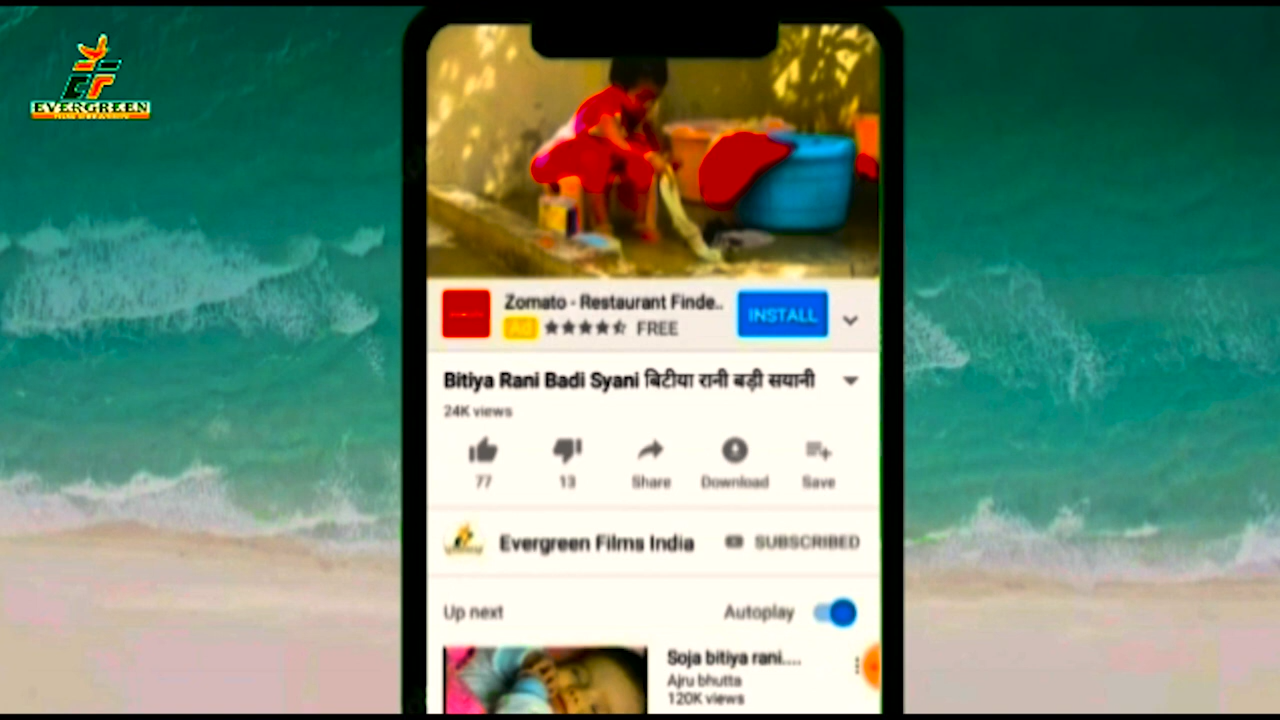 EVERGREEN
Zomato - Restaurant Finde..
INSTALL
Ad
FREE
Bitiya Rani Badi Syani बिटीया रानी बड़ी सयानी
24K views
77
13
Share
Download
Save
Evergreen Films India
SUBSCRIBED
Up next
Autoplay
Soja bitiya rani....
Ajru bhutta
120K views